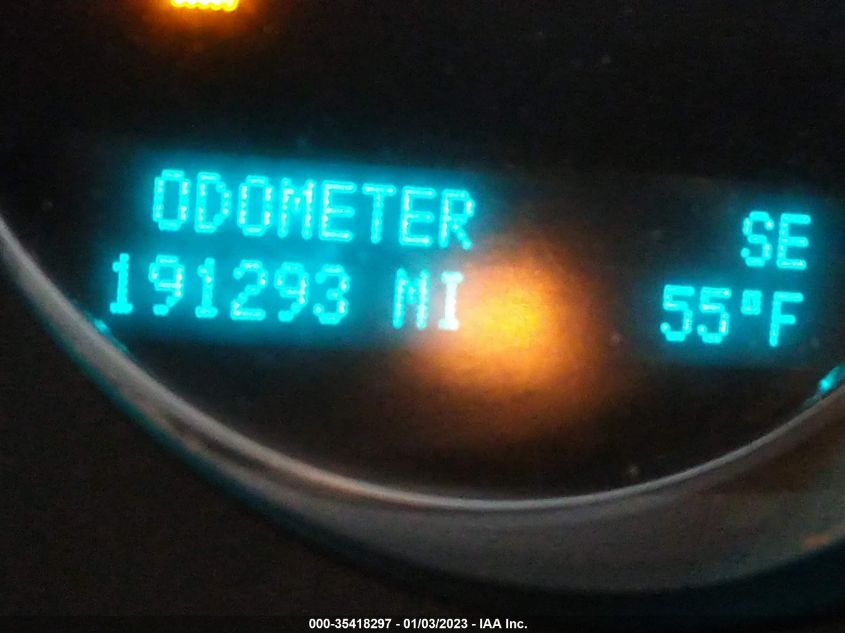 ODOMETER
SE
191293 MI
55°F
000-35418297 - 01/03/2023 - IAA Inc.